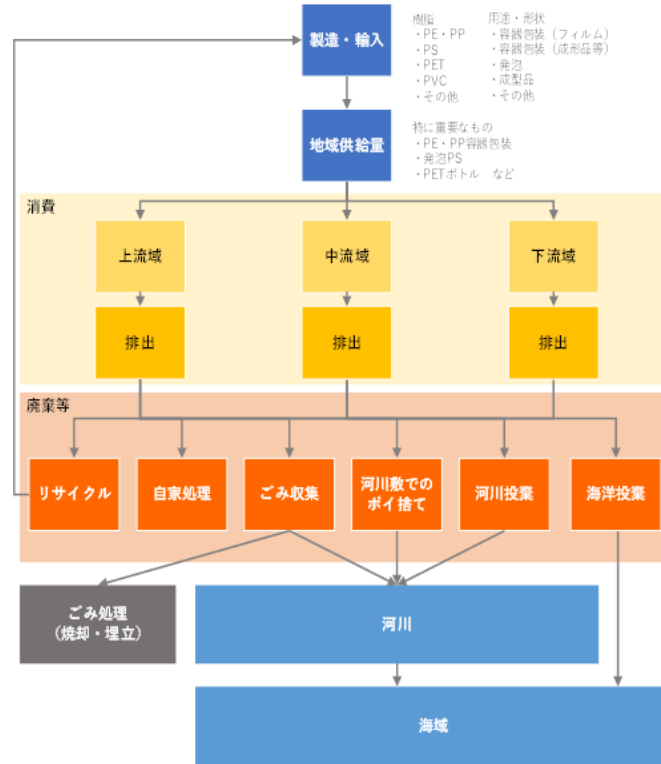 製造・輸入
樹脂
・PE・PP
・PS
・PET
・PVC
・その他
用途・形状
・容器包装（フィルム）
・容器包装（成形品等）
・発泡
・成型品
・その他
地域供給量
特に重要なもの
・PE・PP容器包装
・発泡PS
・PETボトル　など
消費
上流域
中流域
下流域
排出
排出
排出
廃棄等
リサイクル
自家処理
ごみ収集
河川敷での
ポイ捨て
河川投棄
海洋投棄
ごみ処理
（焼却・埋立）
河川
海域